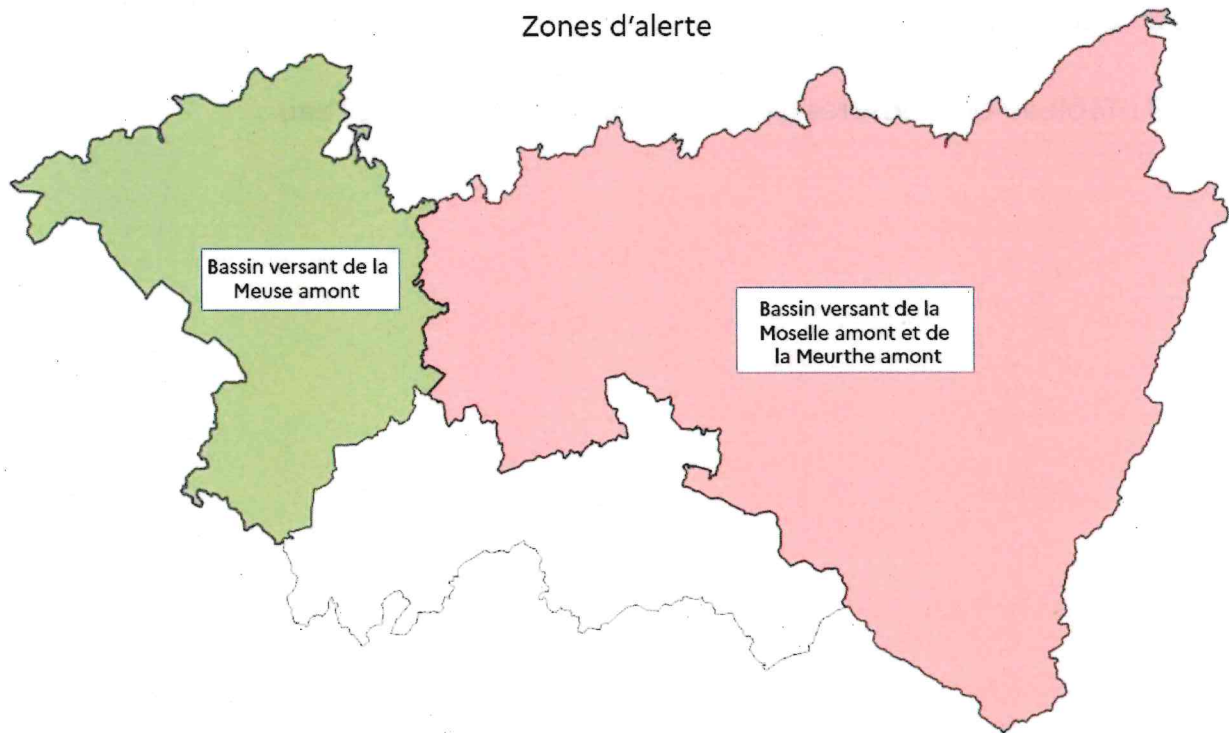 Zones d'alerte
Bassin versant de la
Meuse amont
Bassin versant de la
Moselle amont et de
la Meurthe amont